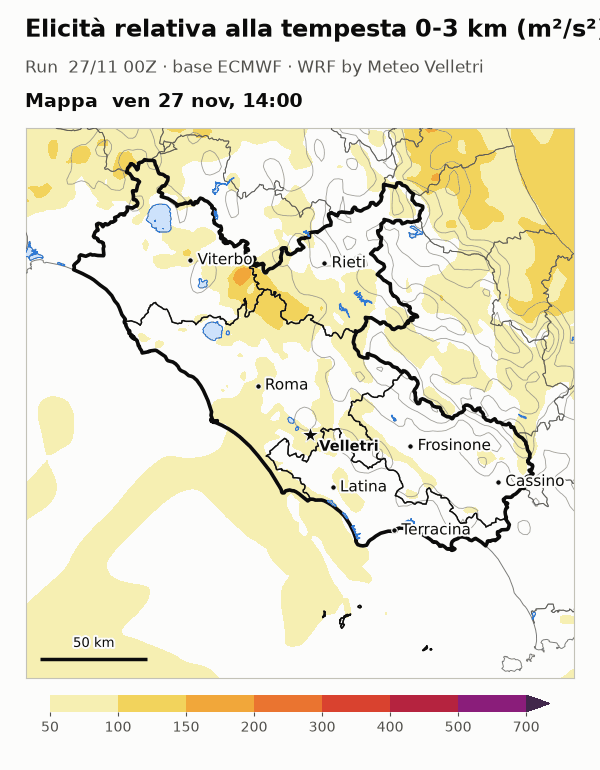 Elicità relativa alla tempesta 0-3 km (m²/s²)
Run 27/11 00Z · base ECMWF · WRF by Meteo Velletri
Mappa ven 27 nov, 14:00
Viterbo
Rieti
Roma
Velletri
Frosinone
Latina
Cassino
Terracina
50 km
50 100 150 200 300 400 500 700